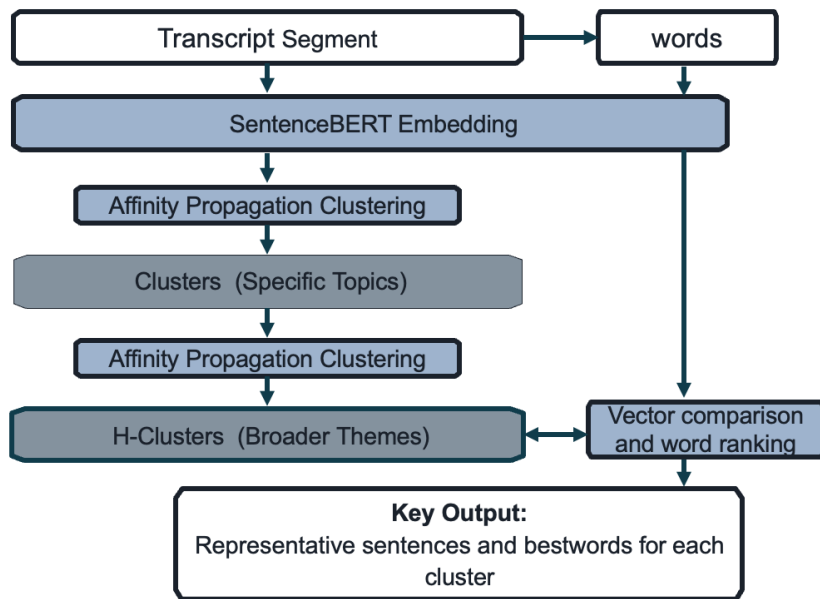 Transcript Segment
words
SentenceBERT Embedding
Affinity Propagation Clustering
Clusters (Specific Topics)
Affinity Propagation Clustering
H-Clusters (Broader Themes)
Vector comparison
and word ranking
Key Output:
Representative sentences and bestwords for each
cluster